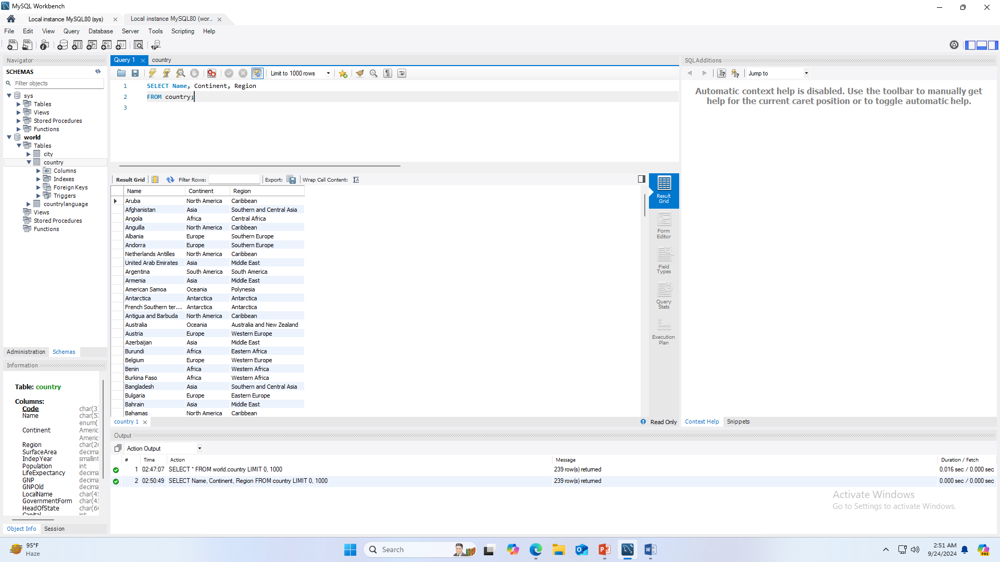 MySQL Workbench
Local instance MySQL80 (sys)
Local instance MySQL80 (wor...
File Edit View Query Database Server Tools Scripting Help
Navigator
SCHEMAS
Filter objects
sys
Tables
Views
Stored Procedures
Functions
world
Tables
city
country
Columns
Indexes
Foreign Keys
Triggers
countrylanguage
Views
Stored Procedures
Functions
Administration Schemas
Information
Table: country
Columns:
Code char(3)
Name char(52
enum(
Continent Americ
Americ
Region char(26
SurfaceArea decima
IndepYear smallint
Population int
LifeExpectancy decima
GNP decima
GNPOld decima
LocalName char(45
GovernmentForm char(45
HeadOfState char(60
Capital int
Object Info Session
Query 1 country
Limit to 1000 rows
1 SELECT Name, Continent, Region
2 FROM country;
3
Result Grid Filter Rows: Export: Wrap Cell Content:
Name Continent Region
Aruba North America Caribbean
Afghanistan Asia Southern and Central Asia
Angola Africa Central Africa
Anguilla North America Caribbean
Albania Europe Southern Europe
Andorra Europe Southern Europe
Netherlands Antilles North America Caribbean
United Arab Emirates Asia Middle East
Argentina South America South America
Armenia Asia Middle East
American Samoa Oceania Polynesia
Antarctica Antarctica Antarctica
French Southern ter... Antarctica Antarctica
Antigua and Barbuda North America Caribbean
Australia Oceania Australia and New Zealand
Austria Europe Western Europe
Azerbaijan Asia Middle East
Burundi Africa Eastern Africa
Belgium Europe Western Europe
Benin Africa Western Africa
Burkina Faso Africa Western Africa
Bangladesh Asia Southern and Central Asia
Bulgaria Europe Eastern Europe
Bahrain Asia Middle East
Bahamas North America Caribbean
country 1
Read Only
Result
Grid
Form
Editor
Field
Types
Query
Stats
Execution
Plan
SQLAdditions
Jump to
Automatic context help is disabled. Use the toolbar to manually get
help for the current caret position or to toggle automatic help.
Context Help Snippets
Output
Action Output
# Time Action Message Duration / Fetch
1 02:47:07 SELECT * FROM world.country LIMIT 0, 1000 239 row(s) returned 0.016 sec / 0.000 sec
2 02:50:49 SELECT Name, Continent, Region FROM country LIMIT 0, 1000 239 row(s) returned 0.000 sec / 0.000 sec
Activate Windows
Go to Settings to activate Windows.
95°F
Haze
Search
2:51 AM
9/24/2024
PRE